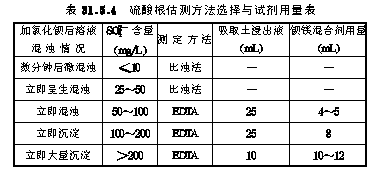 表 31.5.4 硫酸根估测方法选择与试剂用量表
加氯化钡后溶液混浊情况 SO₄²⁻含量(mg/L) 测定方法 吸取土浸出液(mL) 钡镁混合剂用量(mL)
数分钟后微混浊 <10 比浊法 — —
立即呈生混浊 25~50 比浊法 — —
立即混浊 50~100 EDTA 25 4~5
立即沉淀 100~200 EDTA 25 8
立即大量沉淀 >200 EDTA 10 10~12